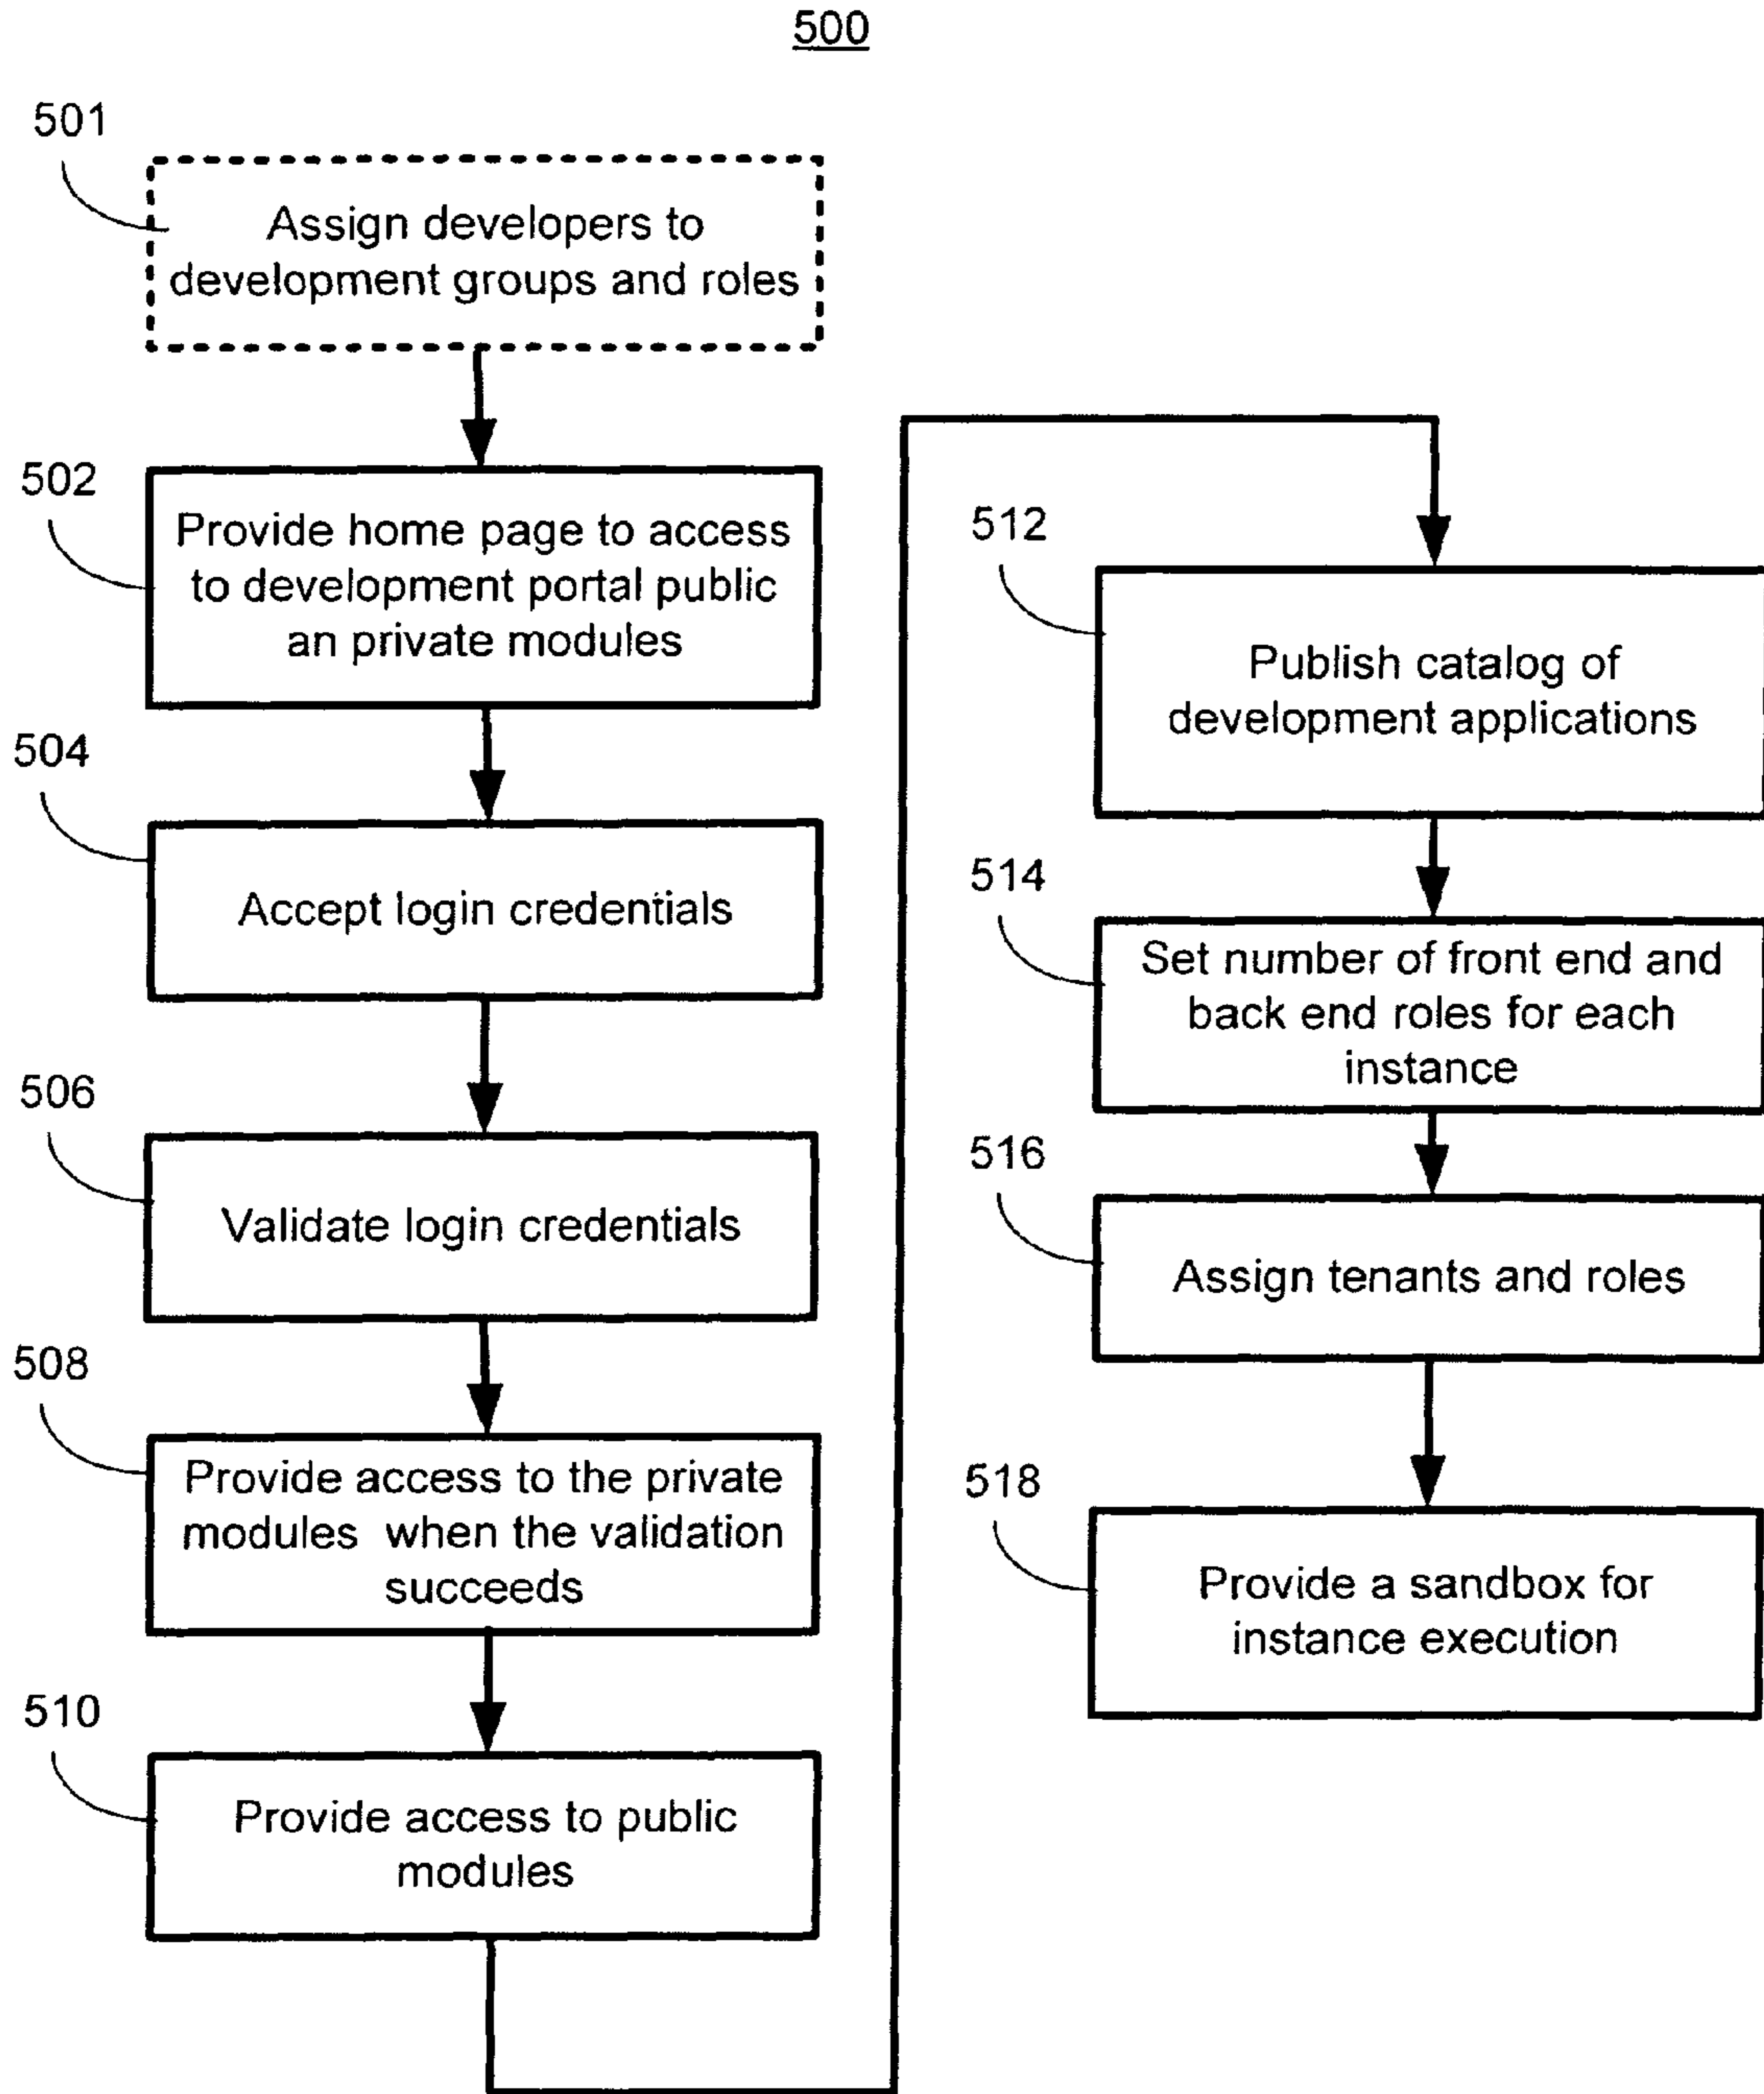 500
501
Assign developers to
development groups and roles
502
Provide home page to access
to development portal public
an private modules
504
Accept login credentials
506
Validate login credentials
508
Provide access to the private
modules when the validation
succeeds
510
Provide access to public
modules
512
Publish catalog of
development applications
514
Set number of front end and
back end roles for each
instance
516
Assign tenants and roles
518
Provide a sandbox for
instance execution